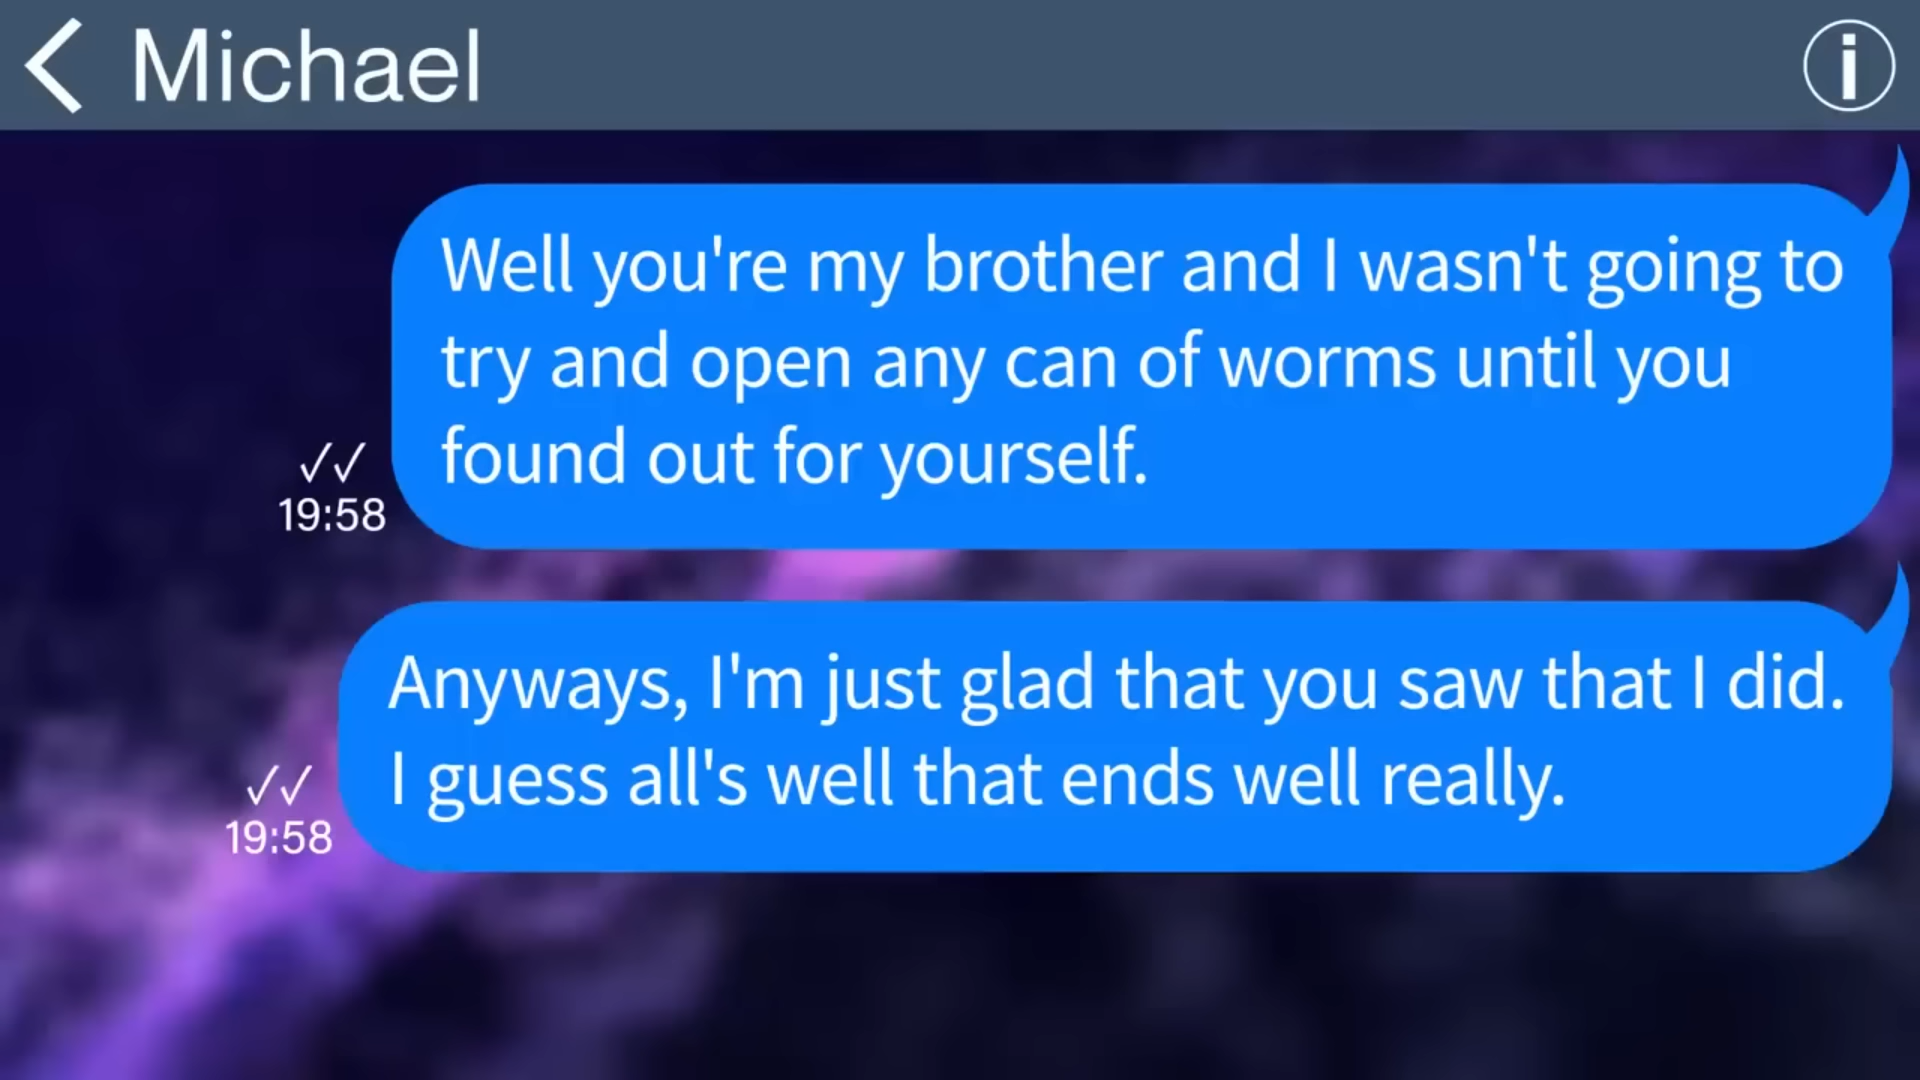 Michael
Well you're my brother and I wasn't going to
try and open any can of worms until you
found out for yourself.
19:58
Anyways, I'm just glad that you saw that I did.
I guess all's well that ends well really.
19:58